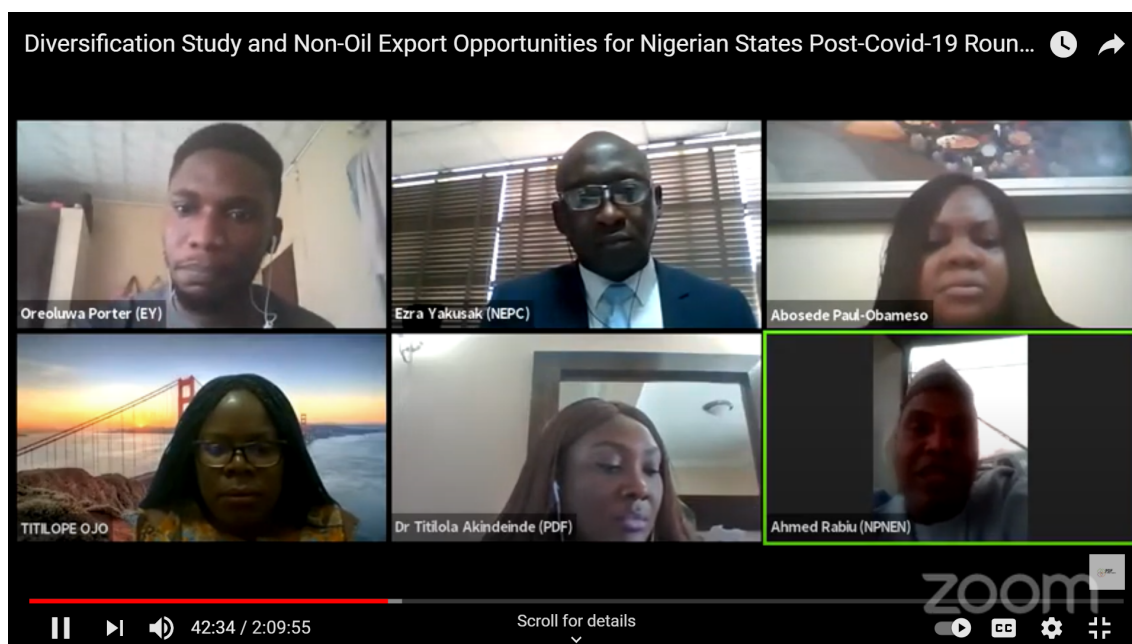 Diversification Study and Non-Oil Export Opportunities for Nigerian States Post-Covid-19 Roun...
Oreoluwa Porter (EY)
Ezra Yakusak (NEPC)
Abosede Paul-Obameso
TITILOPE OJO
Dr Titilola Akindeinde (PDF)
Ahmed Rabiu (NPNEN)
zoom
42:34 / 2:09:55
Scroll for details
CC